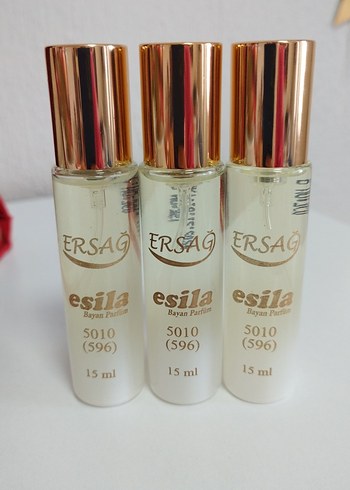 ERSAĞ
esila
Bayan Parfüm
5010
(596)
15 ml
ERSAĞ
esila
Bayan Parfüm
5010
(596)
15 ml
ERSAĞ
esila
Bayan Parfüm
5010
(596)
15 ml